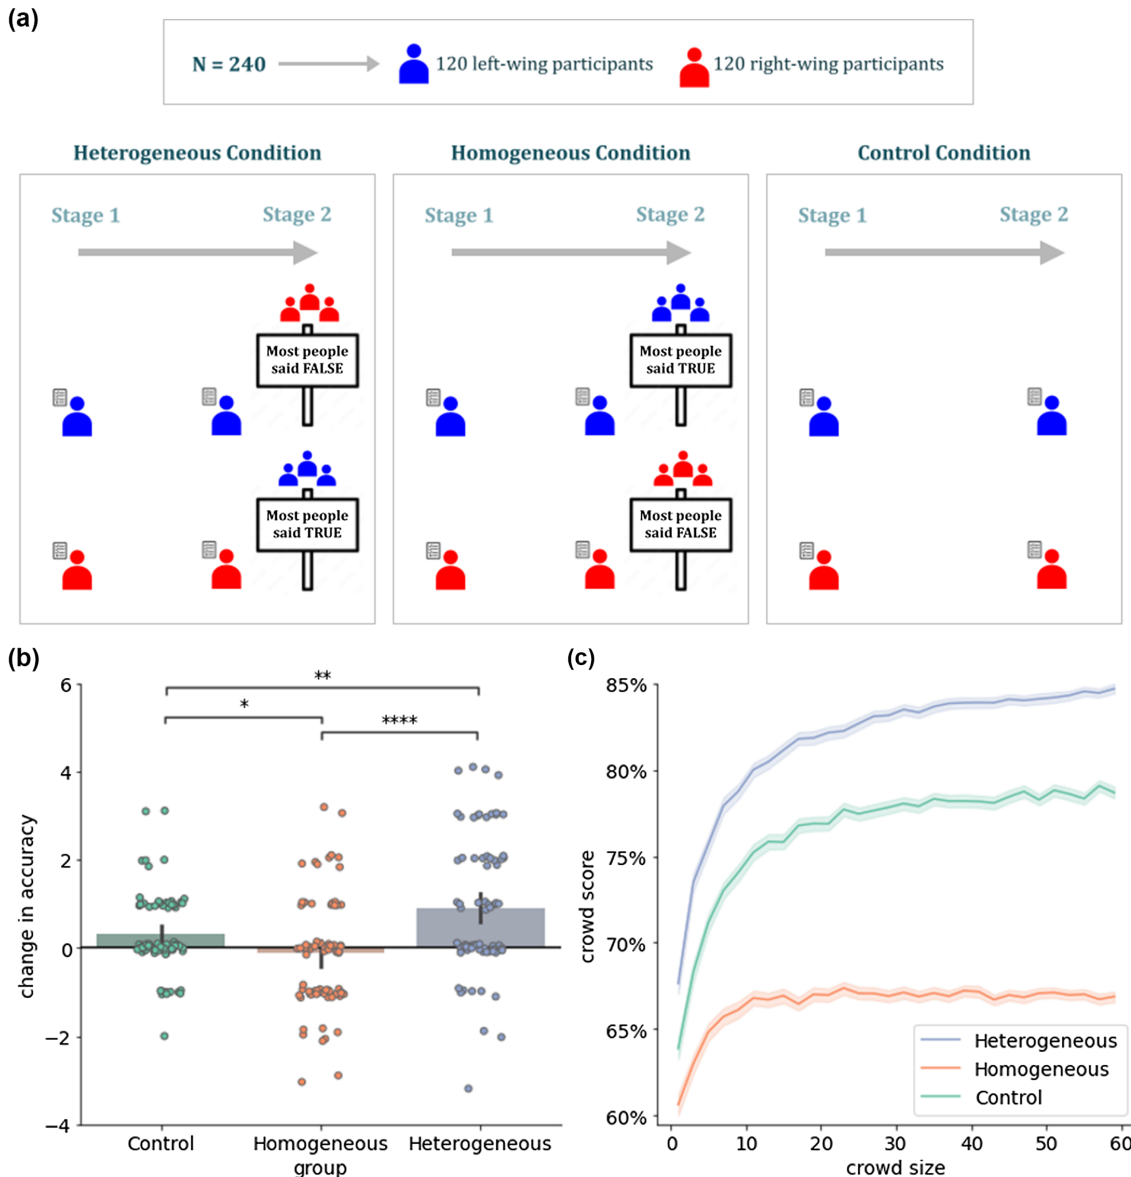 (a)
N = 240
120 left-wing participants
120 right-wing participants
Heterogeneous Condition
Homogeneous Condition
Control Condition
Stage 1
Stage 2
Stage 1
Stage 2
Stage 1
Stage 2
Most people
said FALSE
Most people
said TRUE
Most people
said TRUE
Most people
said FALSE
(b)
change in accuracy
6
4
2
0
−2
−4
**
*
****
Control
Homogeneous
Heterogeneous
group
(c)
crowd score
85%
80%
75%
70%
65%
60%
Heterogeneous
Homogeneous
Control
0
10
20
30
40
50
60
crowd size